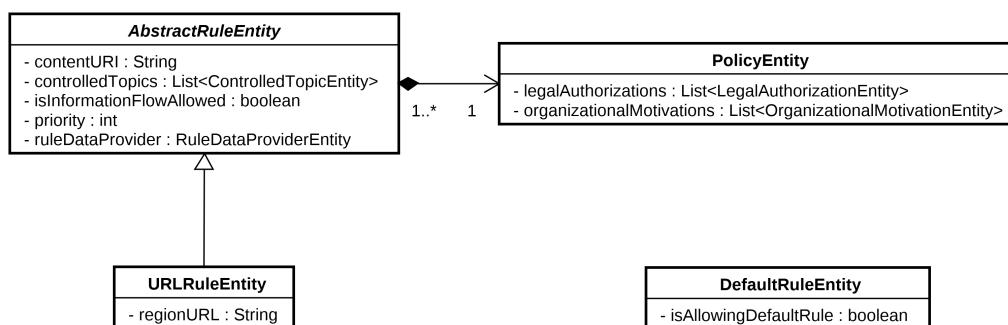 AbstractRuleEntity
- contentURI : String
- controlledTopics : List<ControlledTopicEntity>
- isInformationFlowAllowed : boolean
- priority : int
- ruleDataProvider : RuleDataProviderEntity
1..* 1
PolicyEntity
- legalAuthorizations : List<LegalAuthorizationEntity>
- organizationalMotivations : List<OrganizationalMotivationEntity>
URLRuleEntity
- regionURL : String
DefaultRuleEntity
- isAllowingDefaultRule : boolean